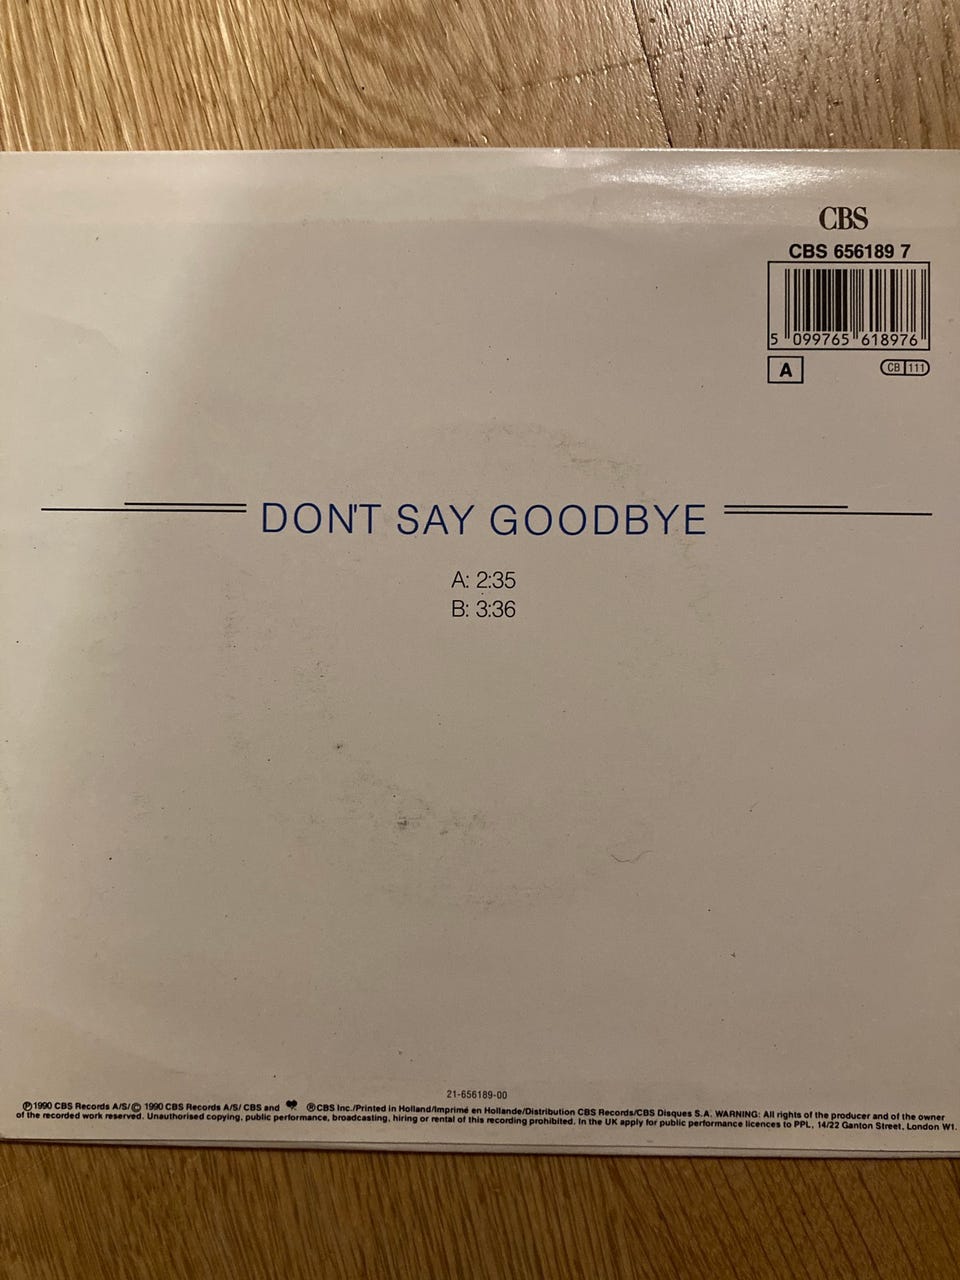 CBS
CBS 656189 7
5 099765 618976
A
CB 111
DON'T SAY GOODBYE
A: 2:35
B: 3:36
21-656189-00
℗1990 CBS Records A/S/© 1990 CBS Records A/S/ CBS and ®CBS Inc./Printed in Holland/Imprimé en Hollande/Distribution CBS Records/CBS Disques S.A. WARNING: All rights of the producer and of the owner
of the recorded work reserved. Unauthorised copying, public performance, broadcasting, hiring or rental of this recording prohibited. In the UK apply for public performance licences to PPL, 14/22 Ganton Street, London W1.